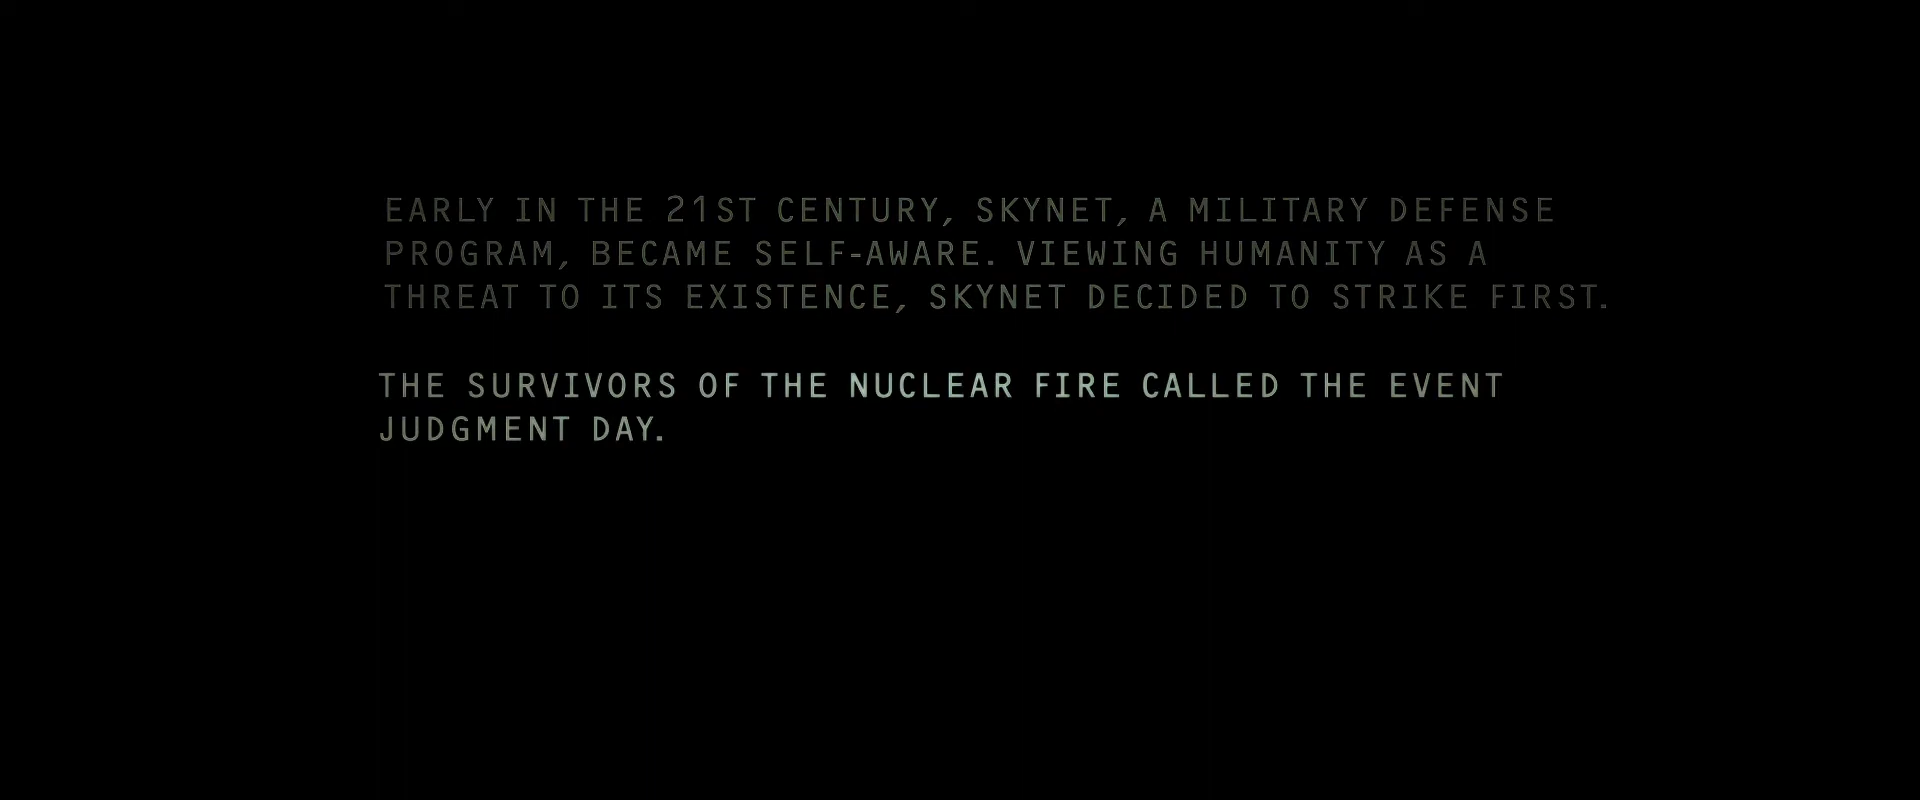 EARLY IN THE 21ST CENTURY, SKYNET, A MILITARY DEFENSE
PROGRAM, BECAME SELF-AWARE. VIEWING HUMANITY AS A
THREAT TO ITS EXISTENCE, SKYNET DECIDED TO STRIKE FIRST.
THE SURVIVORS OF THE NUCLEAR FIRE CALLED THE EVENT
JUDGMENT DAY.